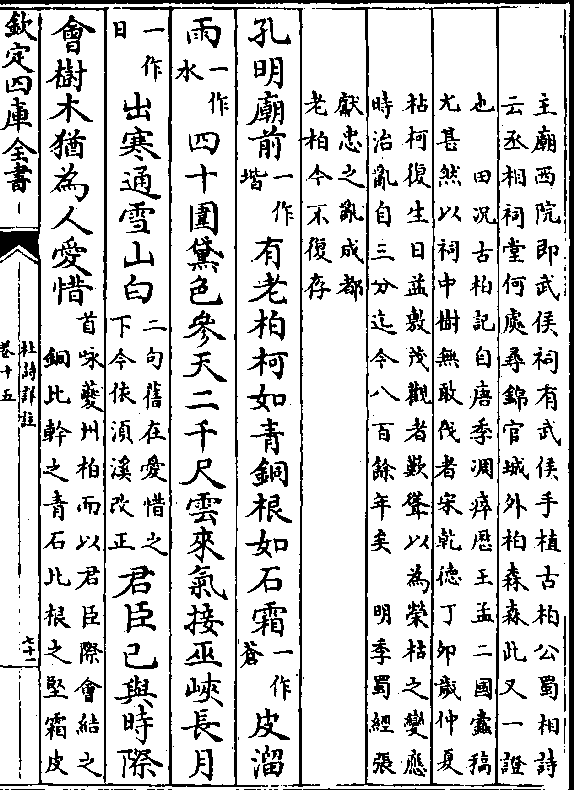 主廟西院即武侯祠有武侯手植古柏公蜀相詩
云丞相祠堂何處尋錦官城外柏森森此又一證
也　田况古柏記自唐季凋瘁歴王孟二國蠧稿
尤甚然以祠中樹無敢伐者宋乾徳丁夘歲仲夏
枯柯復生日益敷茂觀者歎聳以為榮枯之變應
時治亂自三分迄今八百餘年矣　明季蜀經張
獻忠之亂成都
老柏今不復存
孔明廟前一作堦有老柏柯如青銅根如石霜一作蒼皮溜
雨一作水四十圍黛色參天二千尺雲來氣接巫峽長月
一作日出寒通雪山白二句舊在愛惜之下今依湏溪改正君臣已與時際
會樹木猶為人愛惜首咏夔州柏而以君臣際會結之銅比幹之青石比根之堅霜皮
欽定四庫全書
杜詩詳註
卷十五
七十二